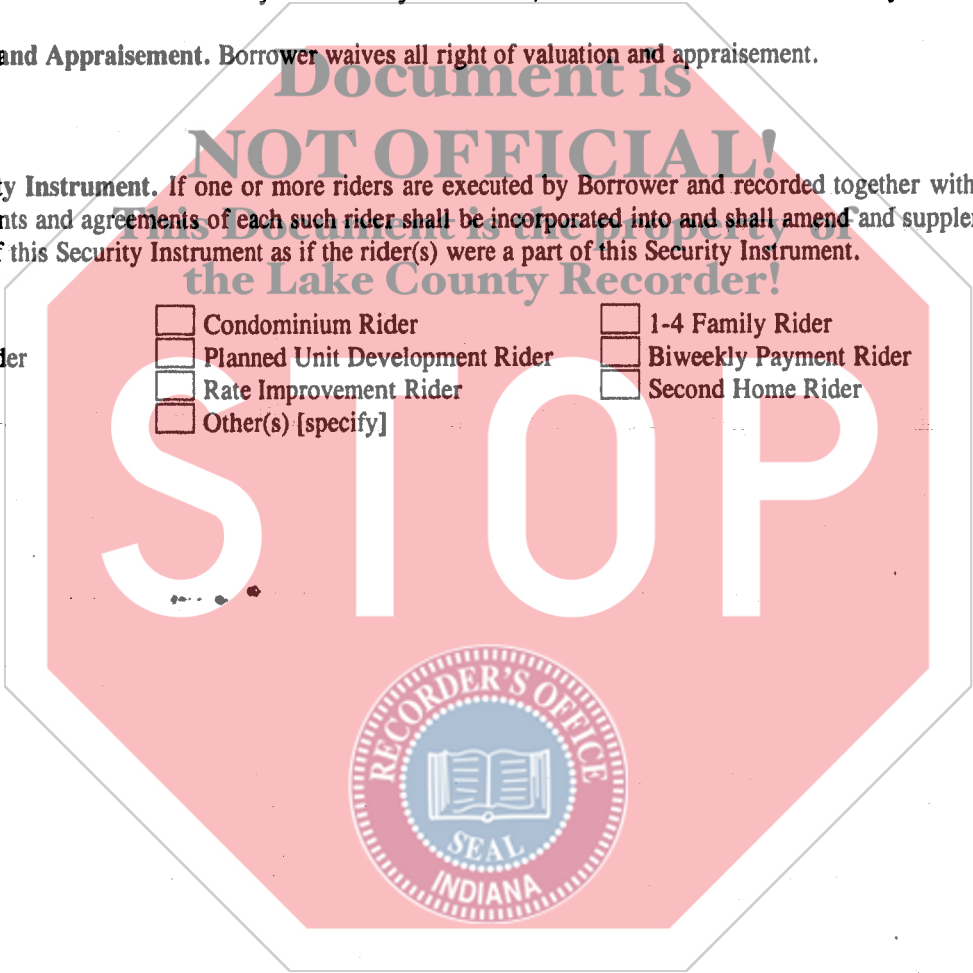 and Appraisement. Borrower waives all right of valuation and appraisement.
Document is
NOT OFFICIAL!
ty Instrument. If one or more riders are executed by Borrower and recorded together with
nts and agreements of each such rider shall be incorporated into and shall amend and supple
This Document is the property of
f this Security Instrument as if the rider(s) were a part of this Security Instrument.
the Lake County Recorder!
Condominium Rider 1-4 Family Rider
der Planned Unit Development Rider Biweekly Payment Rider
Rate Improvement Rider Second Home Rider
Other(s) [specify]
STOP
RECORDER'S OFFICE
SEAL
INDIANA